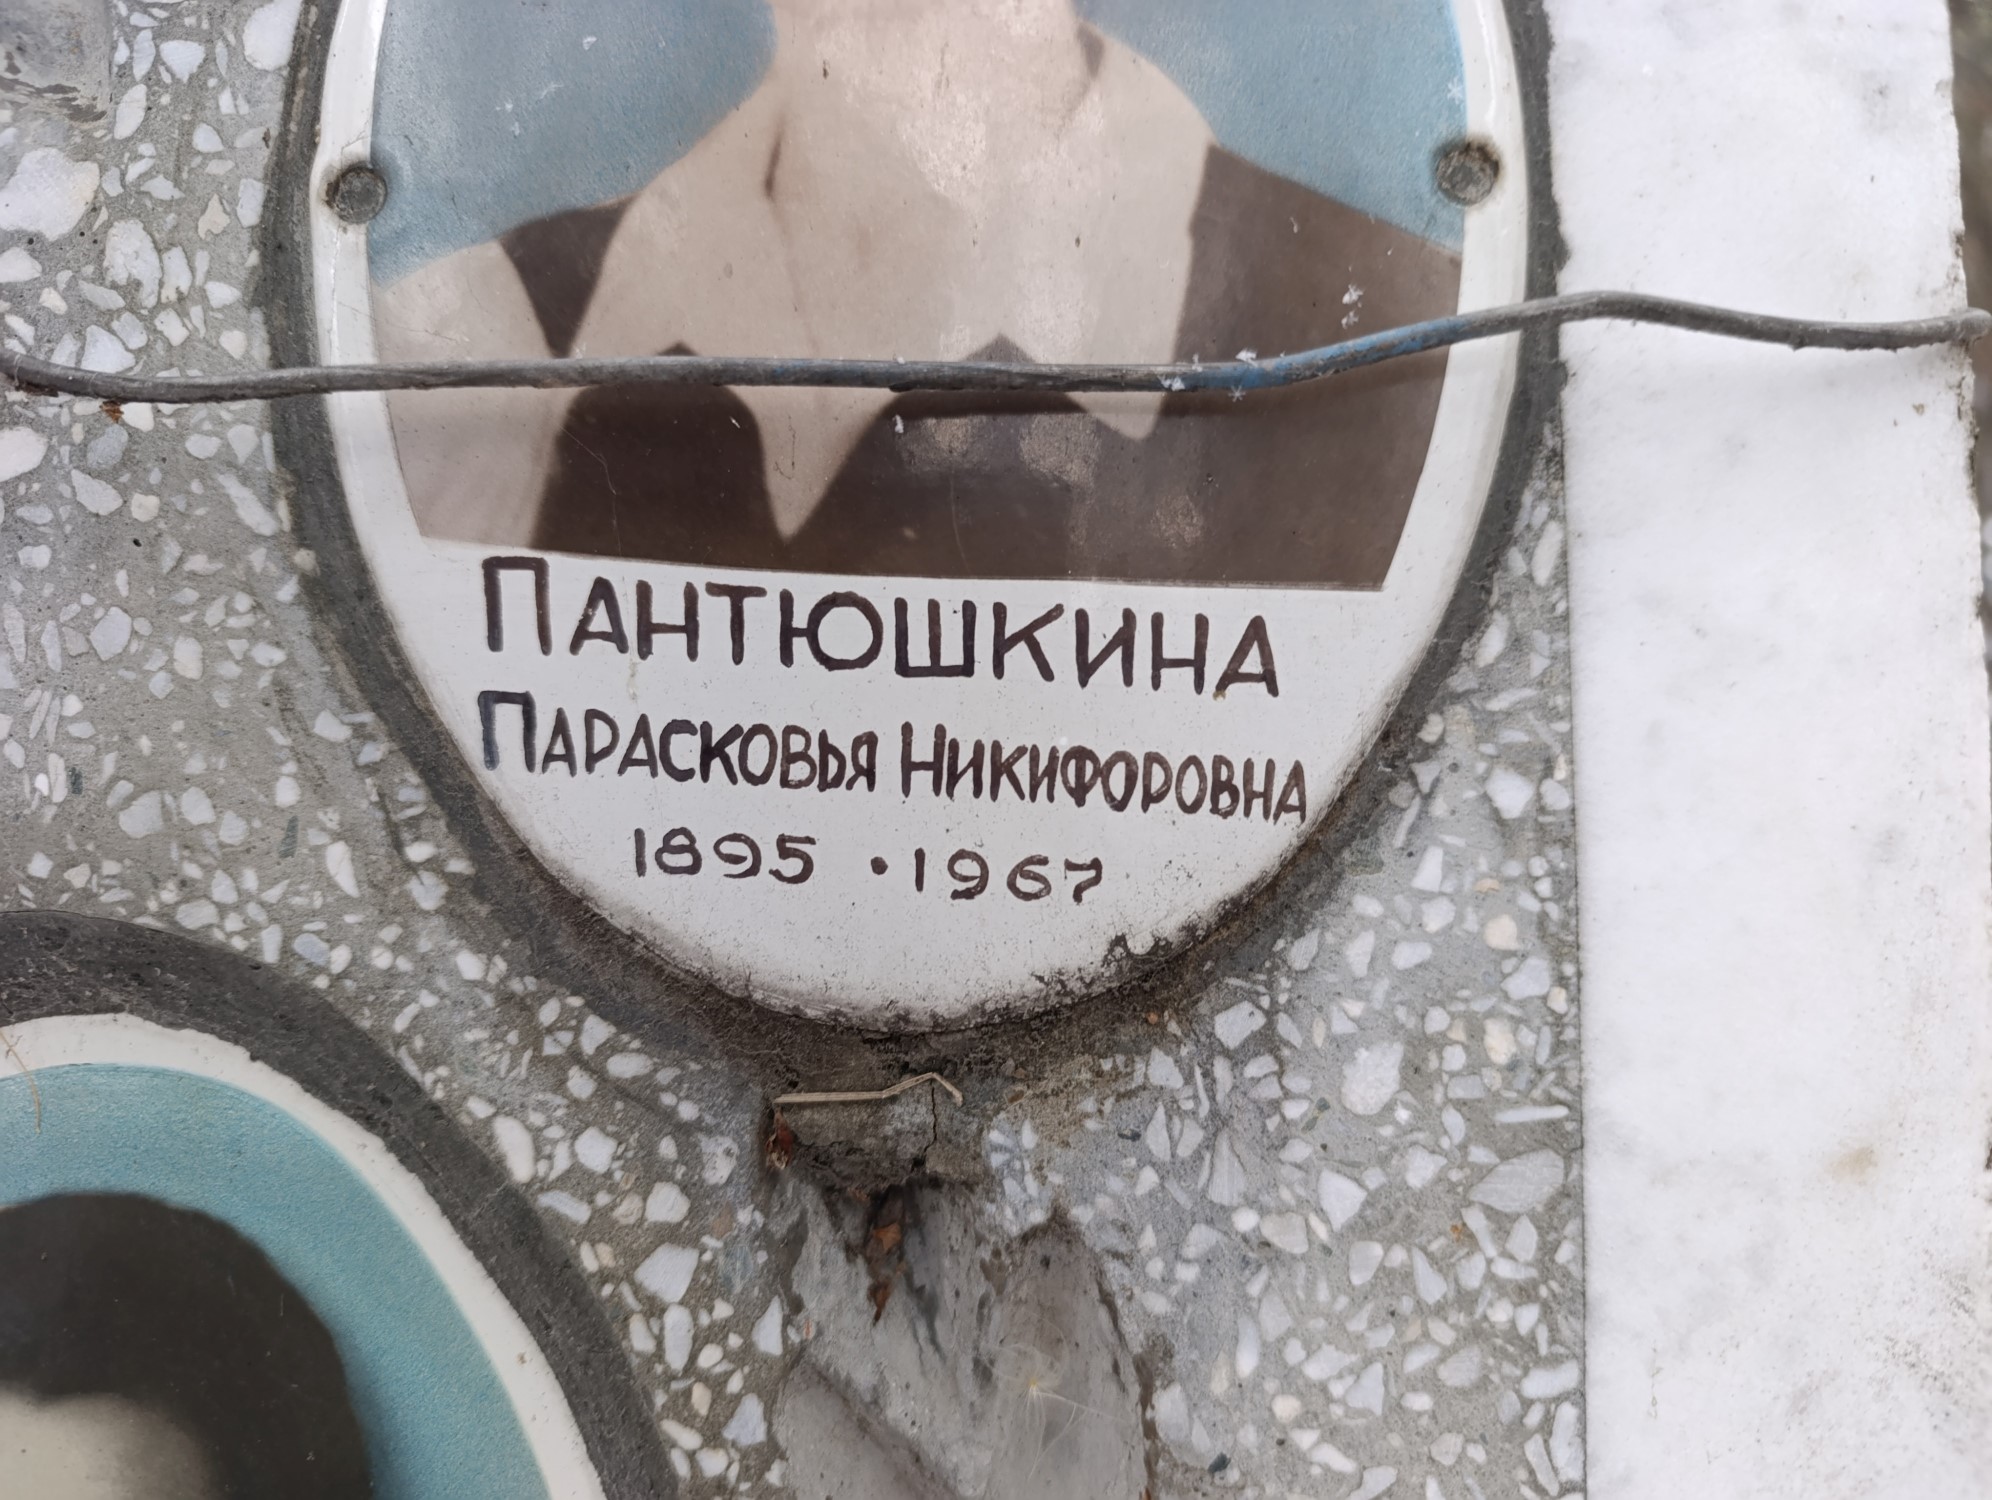 ПАНТЮШКИНА
ПАРАСКОВЬЯ НИКИФОРОВНА
1895 • 1967